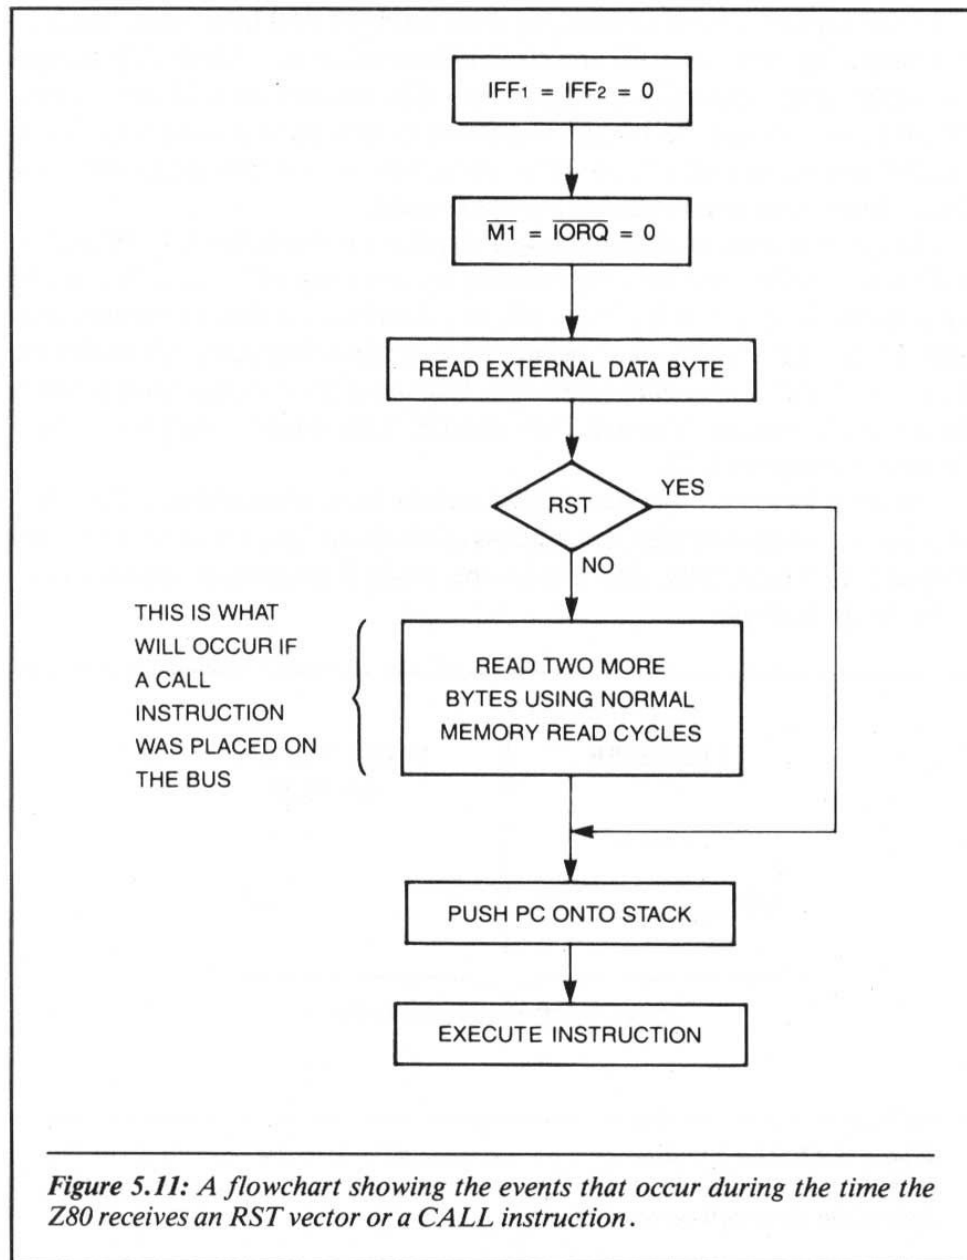 IFF₁ = IFF₂ = 0
M̅1̅ = I̅O̅R̅Q̅ = 0
READ EXTERNAL DATA BYTE
RST
YES
NO
THIS IS WHAT
WILL OCCUR IF
A CALL
INSTRUCTION
WAS PLACED ON
THE BUS
READ TWO MORE
BYTES USING NORMAL
MEMORY READ CYCLES
PUSH PC ONTO STACK
EXECUTE INSTRUCTION
Figure 5.11: A flowchart showing the events that occur during the time the
Z80 receives an RST vector or a CALL instruction.